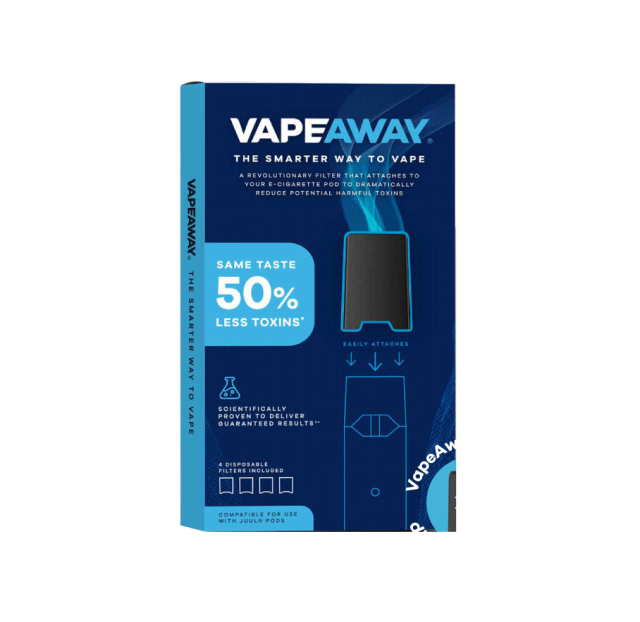 VAPEAWAY®
THE SMARTER WAY TO VAPE
A REVOLUTIONARY FILTER THAT ATTACHES TO
YOUR E-CIGARETTE POD TO DRAMATICALLY
REDUCE POTENTIAL HARMFUL TOXINS
VAPEAWAY® THE SMARTER WAY TO VAPE
SAME TASTE
50%
LESS TOXINS*
EASILY ATTACHES
SCIENTIFICALLY
PROVEN TO DELIVER
GUARANTEED RESULTS**
4 DISPOSABLE
FILTERS INCLUDED
COMPATIBLE FOR USE
WITH JUUL® PODS
VapeAw